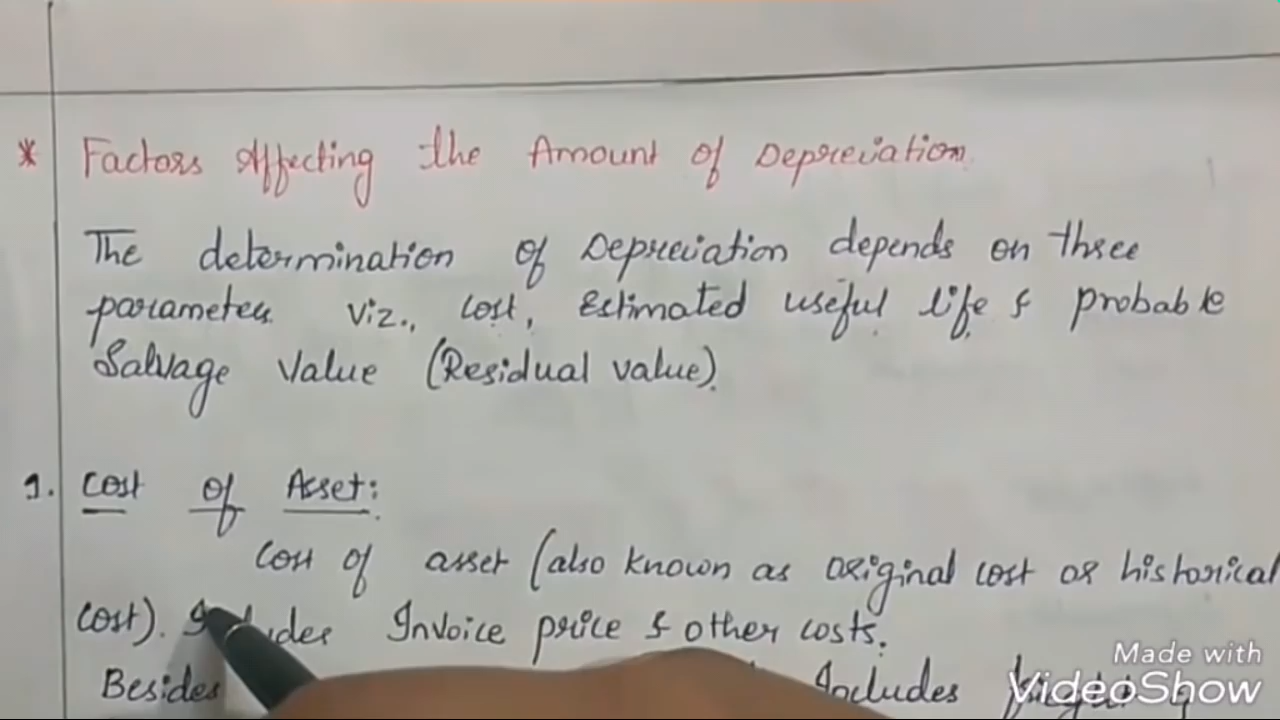 * Factors Affecting the Amount of Depreciation.
The determination of Depreciation depends on three
parameters viz., cost, Estimated useful life & probable
Salvage Value (Residual value).
1. Cost of Asset:
Cost of asset (also known as original cost or historical
cost). Includes Invoice price & other costs.
Besides Includes
Made with
VideoShow